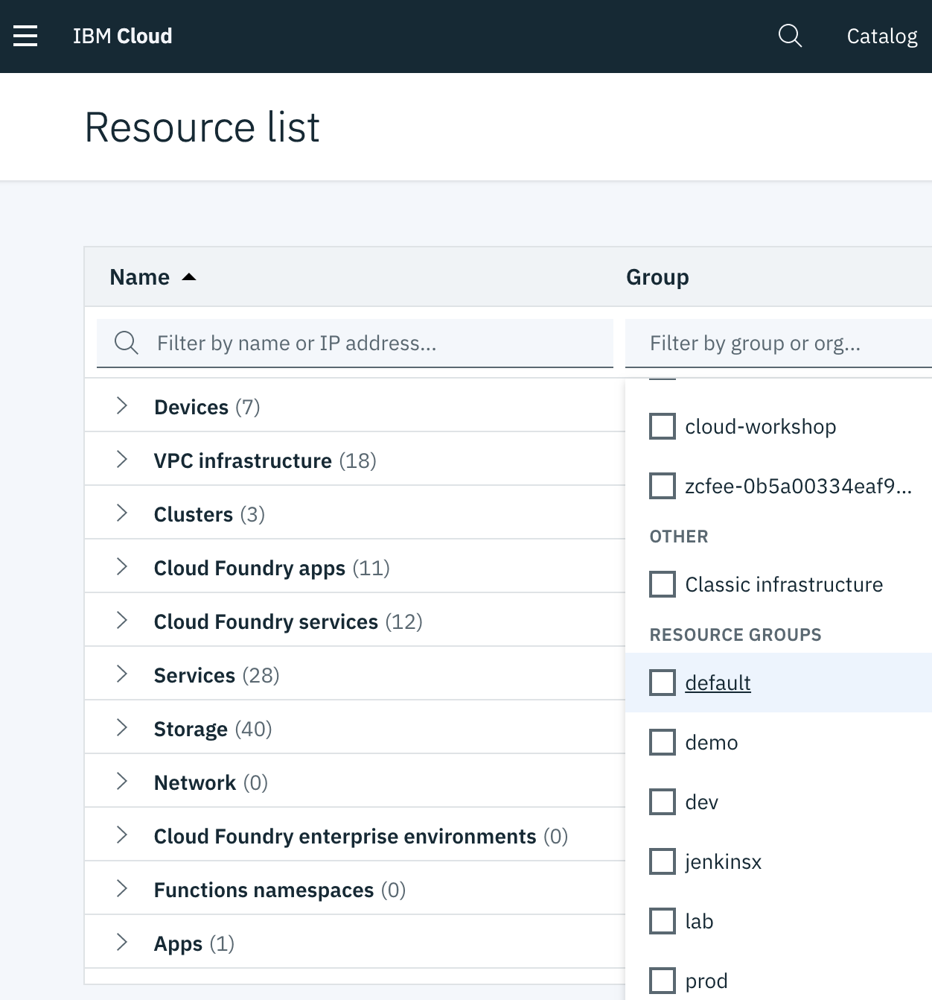 IBM Cloud
Catalog
Resource list
Name
Group
Filter by name or IP address...
Filter by group or org...
Devices (7)
VPC infrastructure (18)
Clusters (3)
Cloud Foundry apps (11)
Cloud Foundry services (12)
Services (28)
Storage (40)
Network (0)
Cloud Foundry enterprise environments (0)
Functions namespaces (0)
Apps (1)
cloud-workshop
zcfee-0b5a00334eaf9...
OTHER
Classic infrastructure
RESOURCE GROUPS
default
demo
dev
jenkinsx
lab
prod